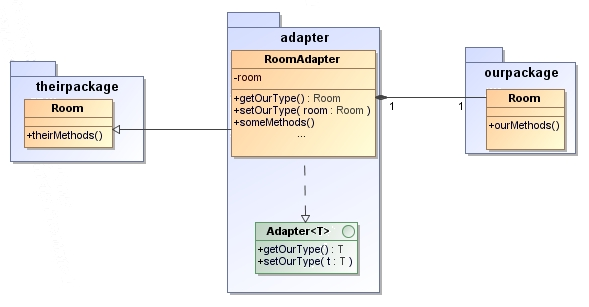 theirpackage
Room
+theirMethods()
adapter
RoomAdapter
-room
+getOurType() : Room
+setOurType( room : Room )
+someMethods()
...
1
1
ourpackage
Room
+ourMethods()
Adapter<T>
+getOurType() : T
+setOurType( t : T )